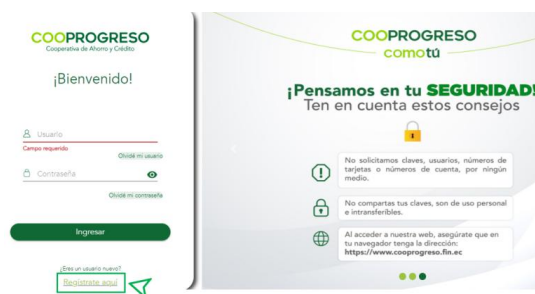 COOPROGRESO
Cooperativa de Ahorro y Crédito
¡Bienvenido!
Usuario
Campo requerido
Olvidé mi usuario
Contraseña
Olvidé mi contraseña
Ingresar
¿Eres un usuario nuevo?
Regístrate aquí
COOPROGRESO
comotú
¡Pensamos en tu SEGURIDAD!
Ten en cuenta estos consejos
No solicitamos claves, usuarios, números de
tarjetas o números de cuenta, por ningún
medio.
No compartas tus claves, son de uso personal
e intransferibles.
Al acceder a nuestra web, asegúrate que en
tu navegador tenga la dirección:
https://www.cooprogreso.fin.ec